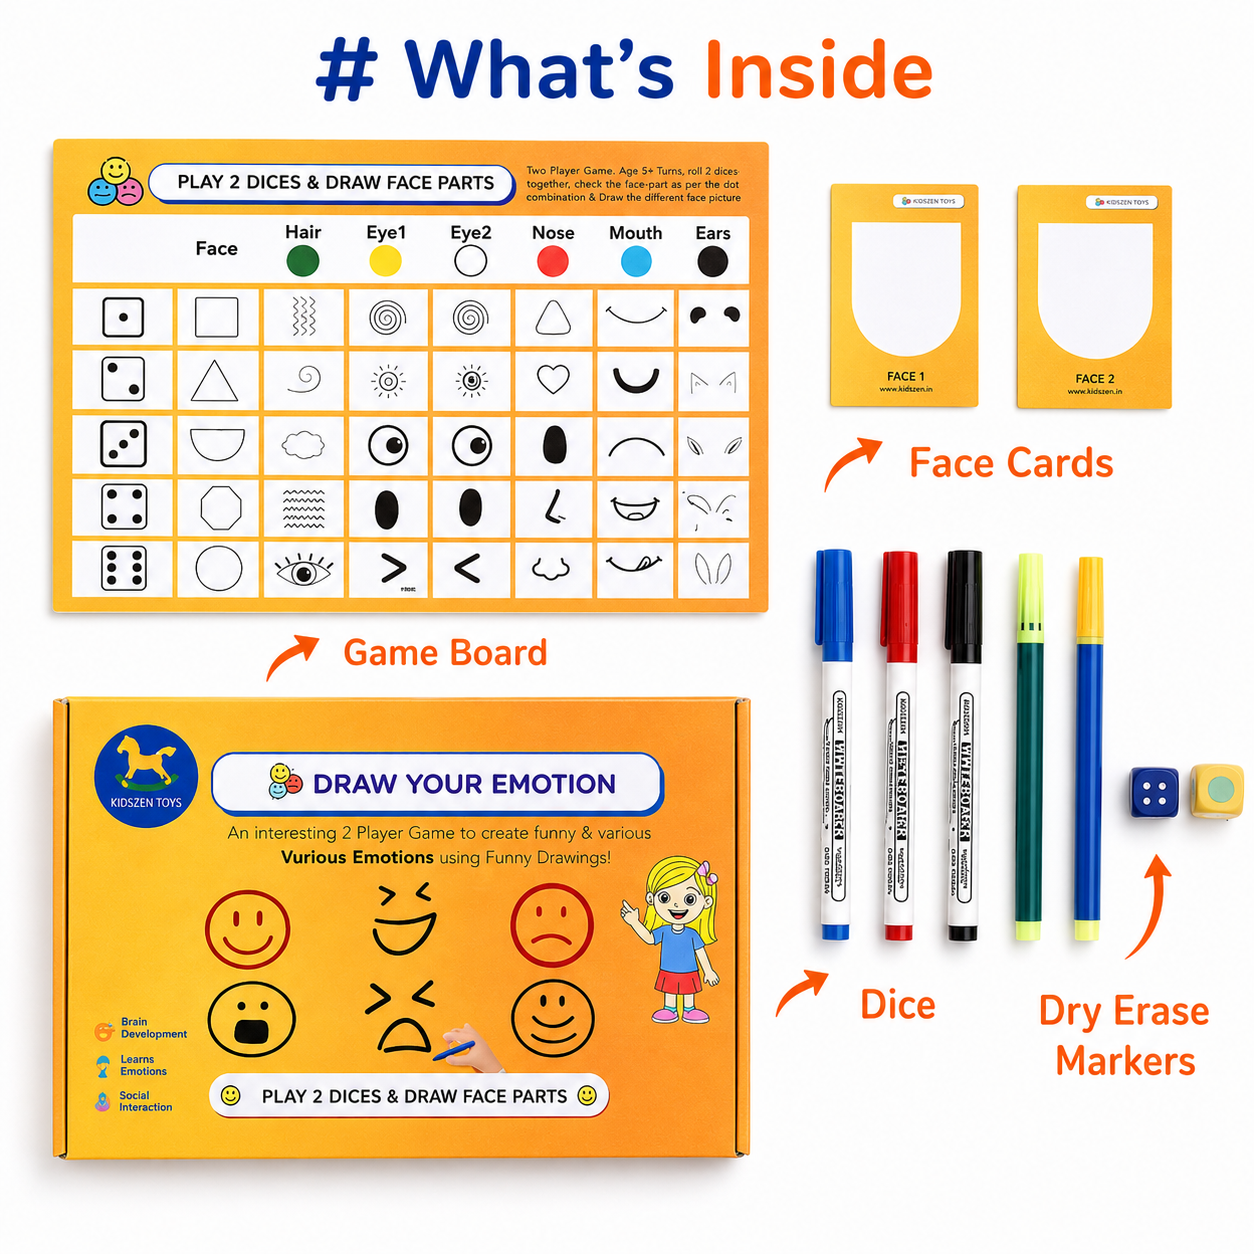 # What's Inside
PLAY 2 DICES & DRAW FACE PARTS
Two Player Game. Age 5+ Turns, roll 2 dices
together, check the face-part as per the dot
combination & Draw the different face picture
Face
Hair
Eye1
Eye2
Nose
Mouth
Ears
KIDSZEN TOYS
FACE 1
www.kidszen.in
KIDSZEN TOYS
FACE 2
www.kidszen.in
Face Cards
Game Board
KIDSZEN TOYS
DRAW YOUR EMOTION
An interesting 2 Player Game to create funny & various
Vurious Emotions using Funny Drawings!
Brain
Development
Learns
Emotions
Social
Interaction
PLAY 2 DICES & DRAW FACE PARTS
Dice
Dry Erase
Markers